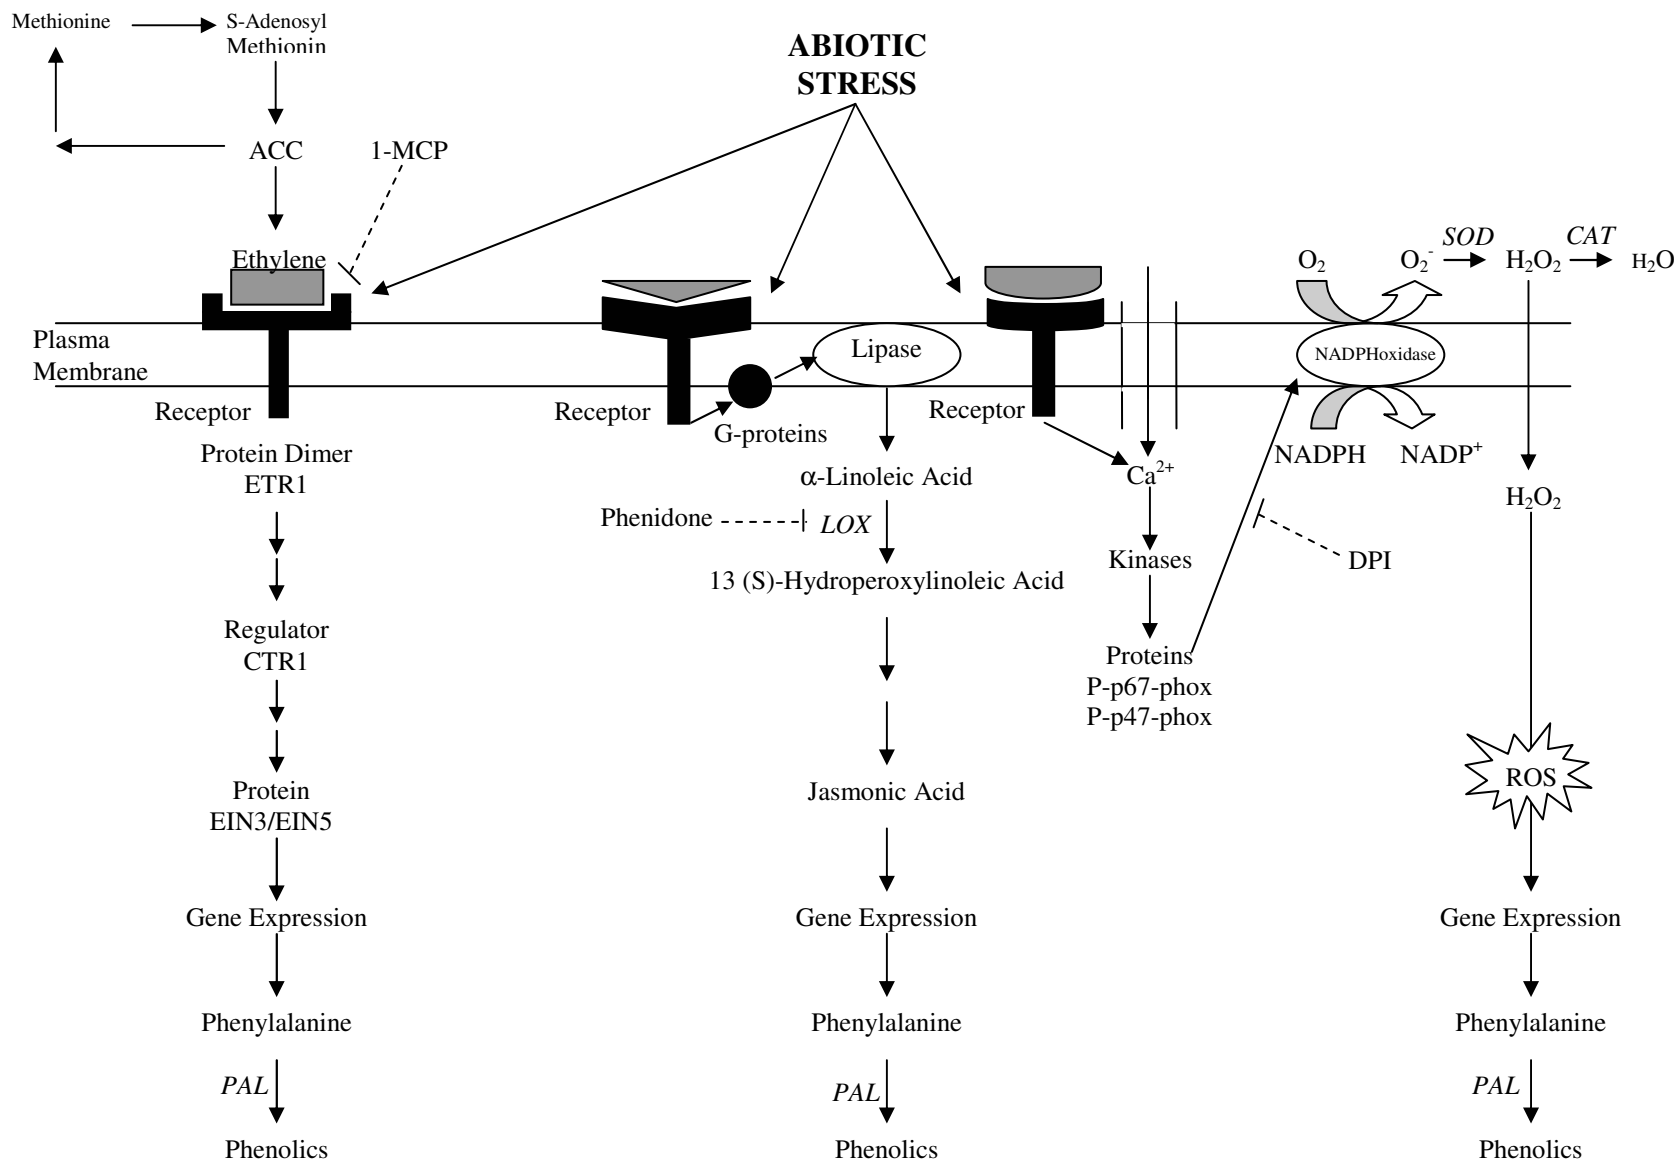 Methionine
S-Adenosyl
Methionin
ABIOTIC
STRESS
ACC
1-MCP
Ethylene
O₂
O₂⁻
SOD
H₂O₂
CAT
H₂O
Plasma
Membrane
Lipase
NADPHoxidase
Receptor
Receptor
G-proteins
Receptor
Protein Dimer
ETR1
α-Linoleic Acid
Ca²⁺
NADPH
NADP⁺
H₂O₂
Phenidone
LOX
Kinases
DPI
13 (S)-Hydroperoxylinoleic Acid
Regulator
CTR1
Proteins
P-p67-phox
P-p47-phox
Protein
EIN3/EIN5
Jasmonic Acid
ROS
Gene Expression
Gene Expression
Gene Expression
Phenylalanine
Phenylalanine
Phenylalanine
PAL
PAL
PAL
Phenolics
Phenolics
Phenolics